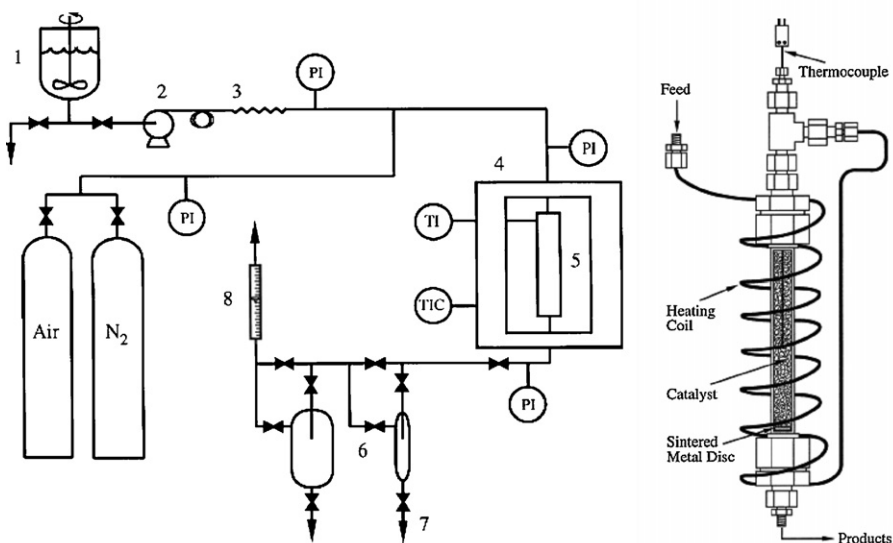 1
2
3
PI
4
PI
PI
TI
5
TIC
8
Air
N2
PI
6
7
Thermocouple
Feed
Heating
Coil
Catalyst
Sintered
Metal Disc
Products